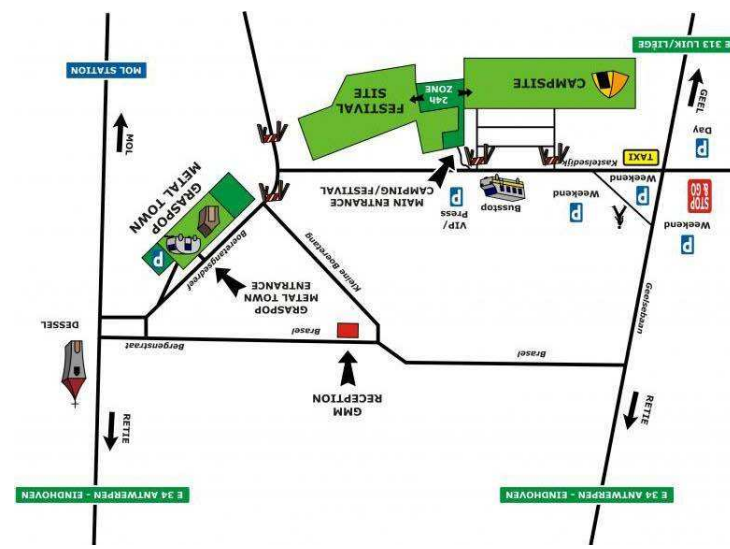 E 34 ANTWERPEN - EINDHOVEN
E 34 ANTWERPEN - EINDHOVEN
RETIE
RETIE
GMM
RECEPTION
DESSEL
Brasel
Brasel
Bergenstraat
GRASPOP
METAL TOWN
ENTRANCE
Geelsebaan
Kleine Boeretang
Boeretangsedreef
P
Weekend
P
STOP
& GO
Weekend
P
Weekend
P
Busstop
VIP/
Press
P
MAIN ENTRANCE
CAMPING/FESTIVAL
P
GRASPOP
METAL TOWN
Kastelsedijk
TAXI
Day
P
GEEL
CAMPSITE
24h
ZONE
FESTIVAL
SITE
MOL
E 313 LUIK/LIÈGE
MOL STATION